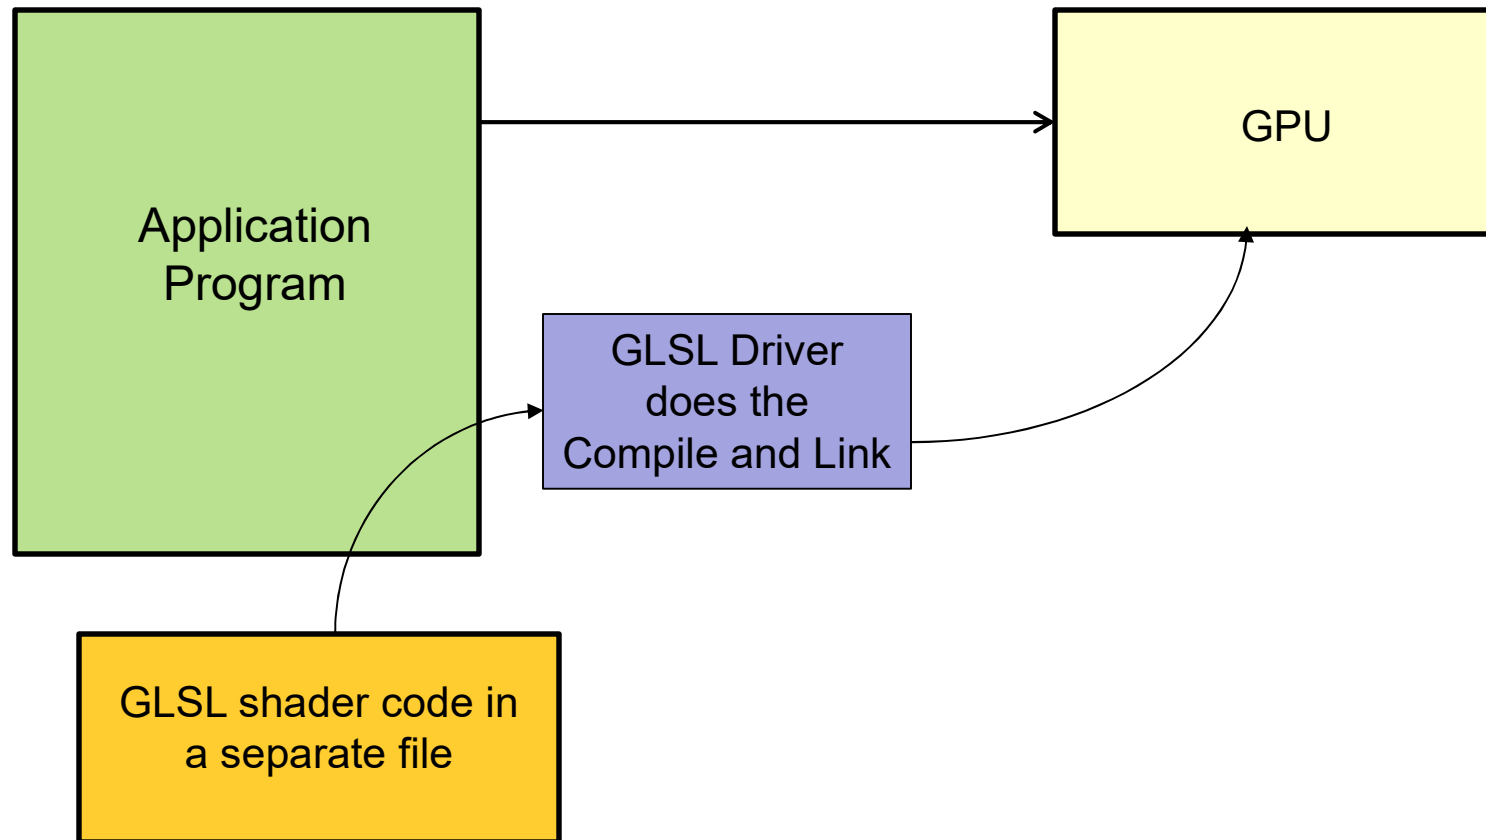 Application
Program
GPU
GLSL Driver
does the
Compile and Link
GLSL shader code in
a separate file